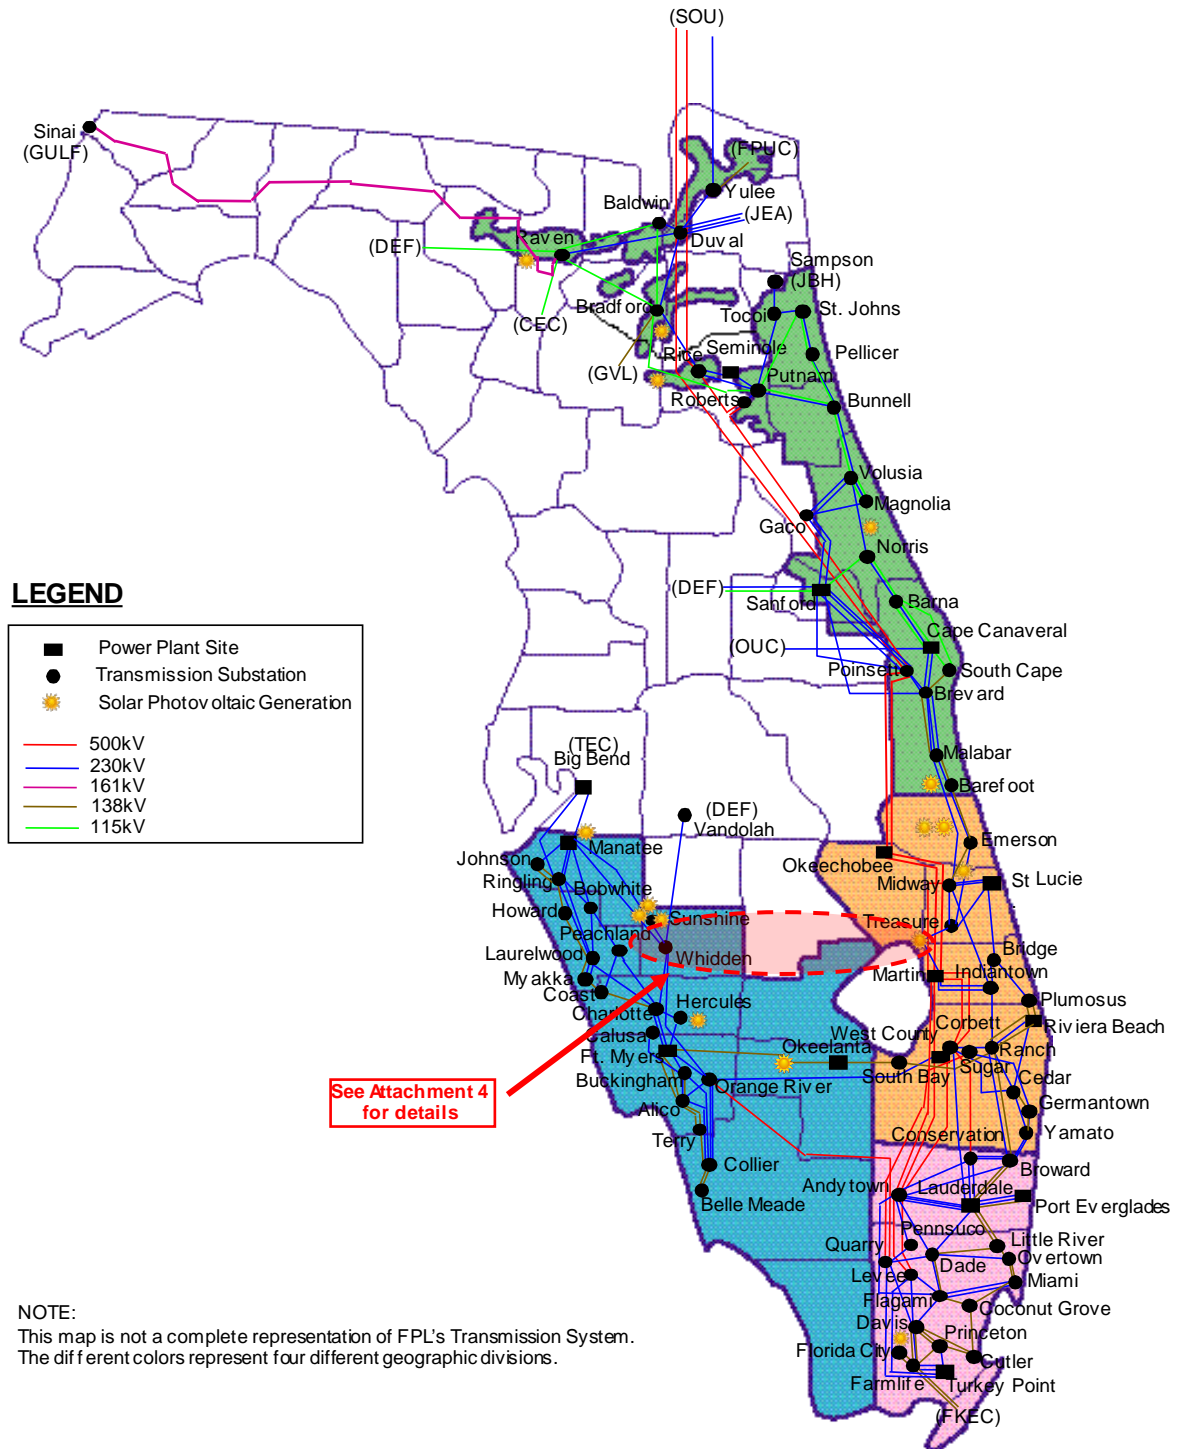 (SOU)
Sinai
(GULF)
(FPUC)
Yulee
Baldwin
(JEA)
Duval
(DEF)
Raven
Sampson
(JBH)
Bradford
Tocoi
St. Johns
(CEC)
Pellicer
Rice
Seminole
(GVL)
Putnam
Roberts
Bunnell
Volusia
Magnolia
Gaco
Norris
LEGEND
(DEF)
Sanford
Barna
Cape Canaveral
Power Plant Site
(OUC)
Transmission Substation
Poinsett
South Cape
Solar Photovoltaic Generation
Brevard
500kV
230kV
161kV
138kV
115kV
(TEC)
Big Bend
Malabar
Barefoot
(DEF)
Vandolah
Manatee
Emerson
Johnson
Okeechobee
Ringling
Bobwhite
Midway
St Lucie
Howard
Sunshine
Treasure
Peachland
Laurelwood
Whidden
Bridge
Myakka
Martin
Indiantown
Coast
Hercules
Plumosus
Charlotte
West County
Corbett
Riviera Beach
Calusa
Okeelanta
Ft. Myers
Ranch
South Bay
Sugar
Buckingham
Orange River
Cedar
See Attachment 4
for details
Alico
Germantown
Terry
Conservation
Yamato
Collier
Broward
Andytown
Lauderdale
Belle Meade
Port Everglades
Pennsuco
Quarry
Little River
Dade
Overtown
Levee
Miami
Flagami
Coconut Grove
Davis
Princeton
Florida City
Cutler
Farmlife
Turkey Point
(FKEC)
NOTE:
This map is not a complete representation of FPL's Transmission System.
The different colors represent four different geographic divisions.